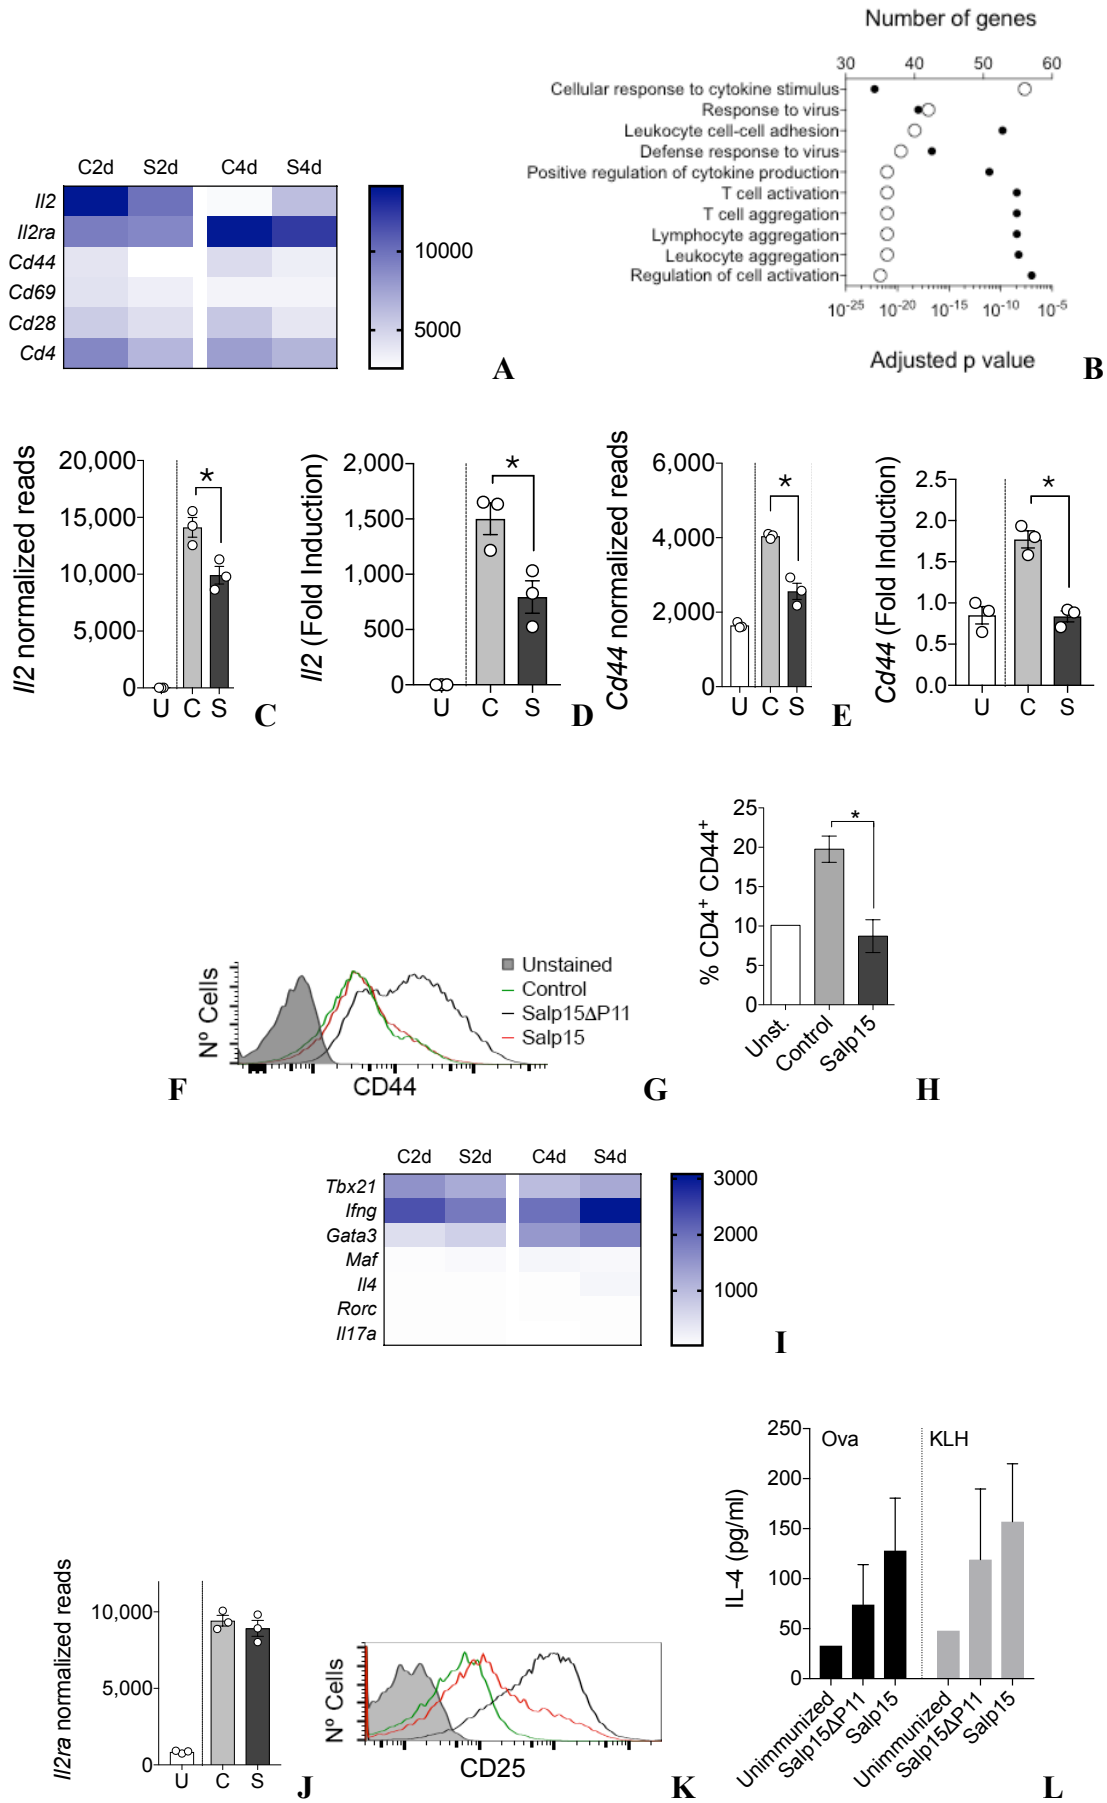 Number of genes
30 40 50 60
Cellular response to cytokine stimulus
Response to virus
Leukocyte cell-cell adhesion
Defense response to virus
Positive regulation of cytokine production
T cell activation
T cell aggregation
Lymphocyte aggregation
Leukocyte aggregation
Regulation of cell activation
10-25 10-20 10-15 10-10 10-5
Adjusted p value
B
C2d S2d C4d S4d
Il2
Il2ra
Cd44
Cd69
Cd28
Cd4
10000
5000
A
Il2 normalized reads
20,000
15,000
10,000
5,000
0
*
U C S
C
Il2 (Fold Induction)
2,000
1,500
1,000
500
0
*
U C S
D
Cd44 normalized reads
6,000
4,000
2,000
0
*
U C S
E
Cd44 (Fold Induction)
2.5
2.0
1.5
1.0
0.5
0.0
*
U C S
F
Nº Cells
CD44
Unstained
Control
Salp15ΔP11
Salp15
G
% CD4+ CD44+
25
20
15
10
5
0
*
Unst.
Control
Salp15
H
C2d S2d C4d S4d
Tbx21
Ifng
Gata3
Maf
Il4
Rorc
Il17a
3000
2000
1000
I
Il2ra normalized reads
10,000
5,000
0
U C S
J
Nº Cells
CD25
K
IL-4 (pg/ml)
250
200
150
100
50
0
Ova KLH
Unimmunized
Salp15ΔP11
Salp15
Unimmunized
Salp15ΔP11
Salp15
L